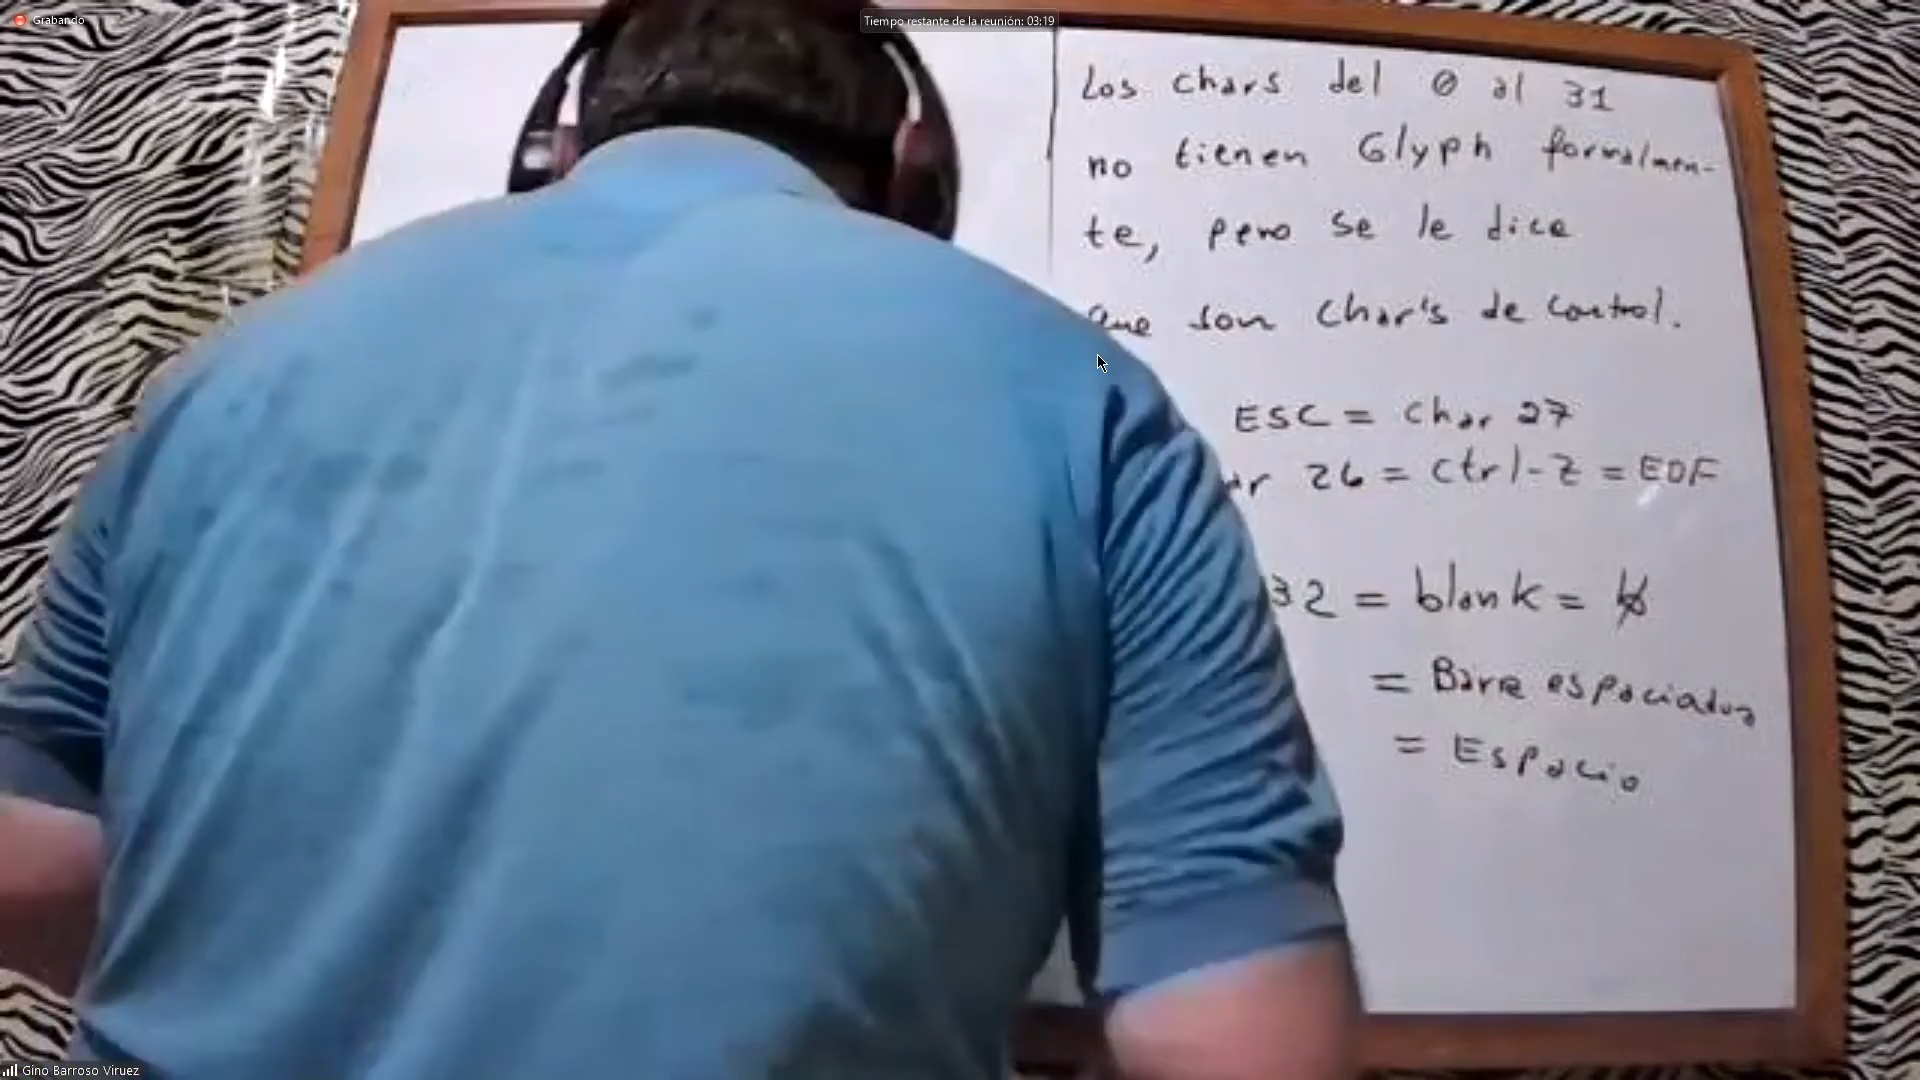 Grabando
Tiempo restante de la reunión: 03:19
Los chars del 0 al 31
no tienen Glyph formalmen-
te, pero se le dice
que son Char's de Control.
ESC = Char 27
ar 26 = Ctrl-Z = EOF
32 = blank = b
= Barra espaciadora
= Espacio
Gino Barroso Viruez